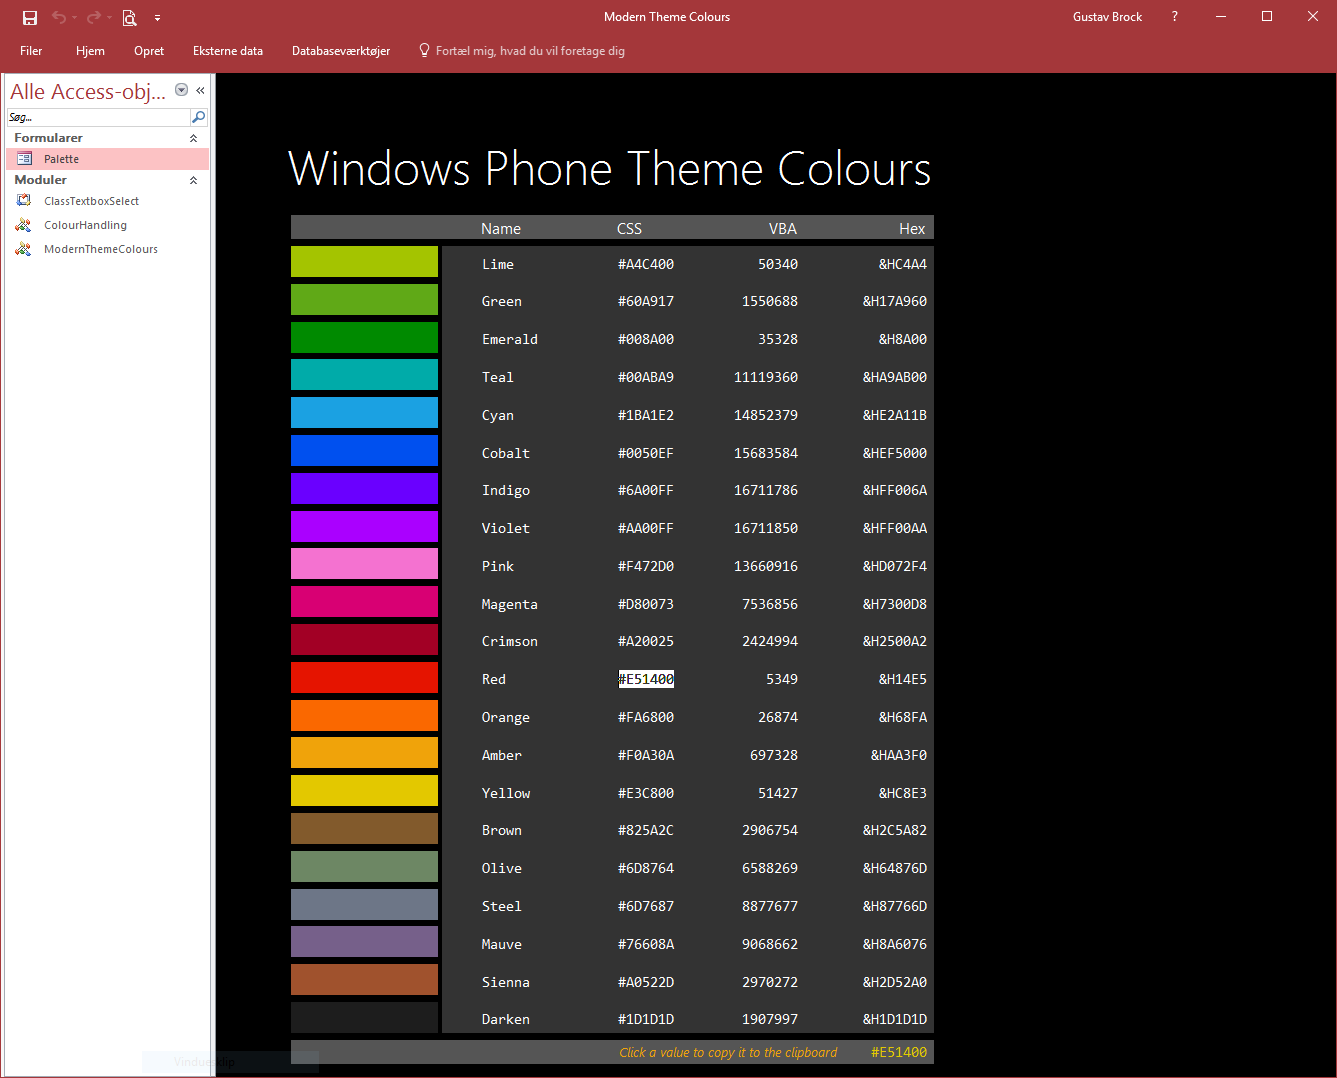 Modern Theme Colours
Gustav Brock
?
Filer Hjem Opret Eksterne data Databaseværktøjer Fortæl mig, hvad du vil foretage dig
Alle Access-obj...
Søg...
Formularer
Palette
Moduler
ClassTextboxSelect
ColourHandling
ModernThemeColours
Windows Phone Theme Colours
Name CSS VBA Hex
Lime #A4C400 50340 &HC4A4
Green #60A917 1550688 &H17A960
Emerald #008A00 35328 &H8A00
Teal #00ABA9 11119360 &HA9AB00
Cyan #1BA1E2 14852379 &HE2A11B
Cobalt #0050EF 15683584 &HEF5000
Indigo #6A00FF 16711786 &HFF006A
Violet #AA00FF 16711850 &HFF00AA
Pink #F472D0 13660916 &HD072F4
Magenta #D80073 7536856 &H7300D8
Crimson #A20025 2424994 &H2500A2
Red #E51400 5349 &H14E5
Orange #FA6800 26874 &H68FA
Amber #F0A30A 697328 &HAA3F0
Yellow #E3C800 51427 &HC8E3
Brown #825A2C 2906754 &H2C5A82
Olive #6D8764 6588269 &H64876D
Steel #6D7687 8877677 &H87766D
Mauve #76608A 9068662 &H8A6076
Sienna #A0522D 2970272 &H2D52A0
Darken #1D1D1D 1907997 &H1D1D1D
Click a value to copy it to the clipboard #E51400